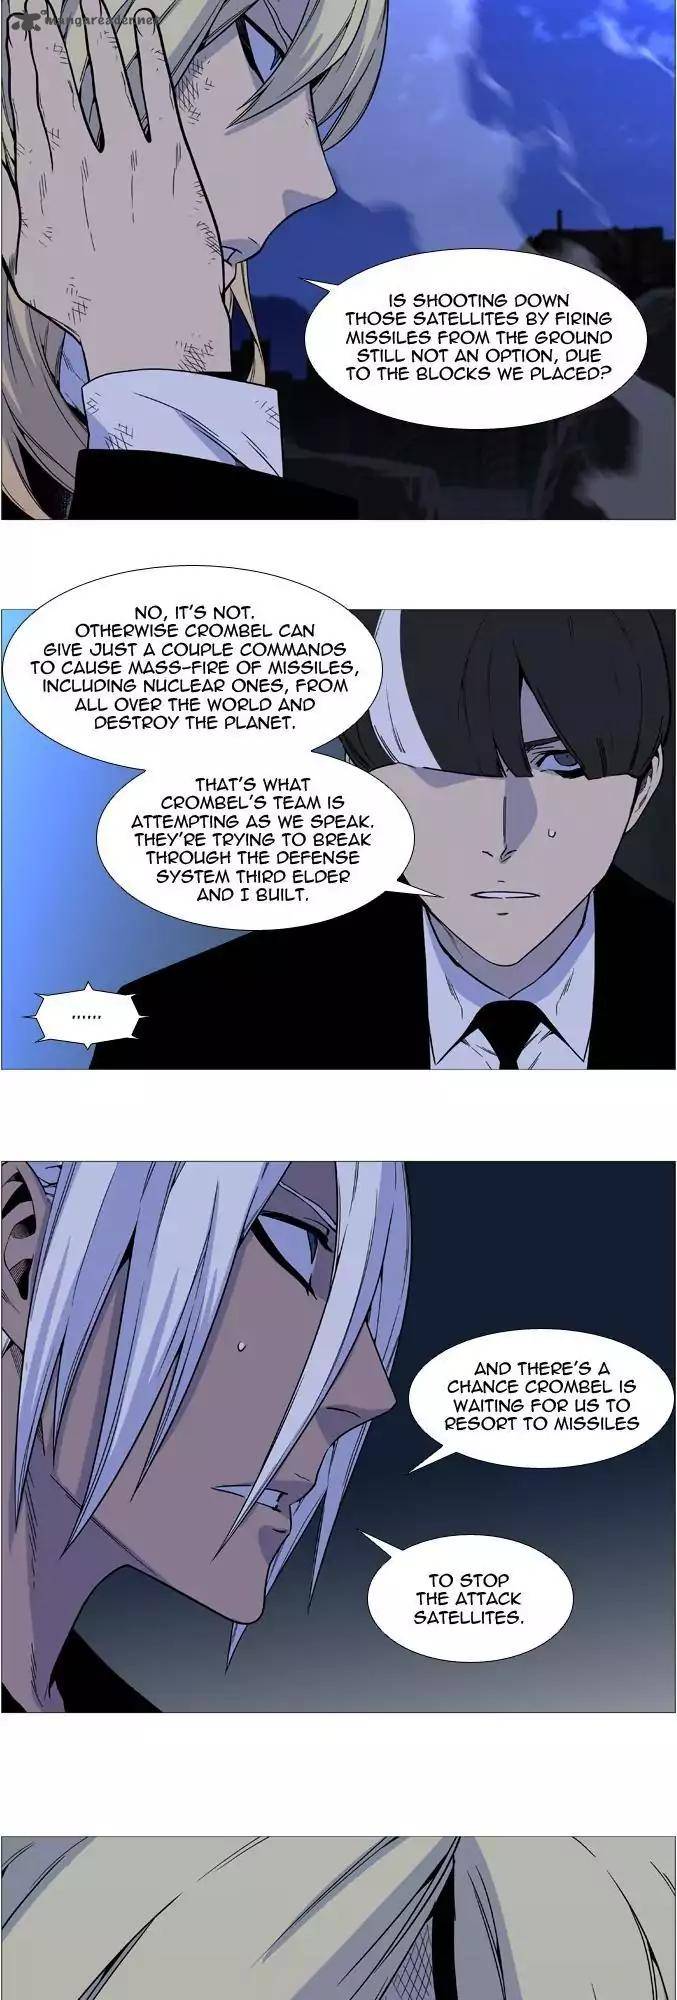 mangareader.net
IS SHOOTING DOWN
THOSE SATELLITES BY FIRING
MISSILES FROM THE GROUND
STILL NOT AN OPTION, DUE
TO THE BLOCKS WE PLACED?
NO, IT'S NOT.
OTHERWISE CROMBEL CAN
GIVE JUST A COUPLE COMMANDS
TO CAUSE MASS-FIRE OF MISSILES,
INCLUDING NUCLEAR ONES, FROM
ALL OVER THE WORLD AND
DESTROY THE PLANET.
THAT'S WHAT
CROMBEL'S TEAM IS
ATTEMPTING AS WE SPEAK.
THEY'RE TRYING TO BREAK
THROUGH THE DEFENSE
SYSTEM THIRD ELDER
AND I BUILT.
......
AND THERE'S A
CHANCE CROMBEL IS
WAITING FOR US TO
RESORT TO MISSILES
TO STOP
THE ATTACK
SATELLITES.